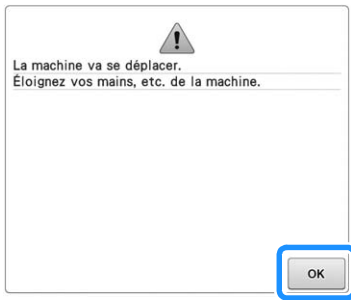 La machine va se déplacer.
Éloignez vos mains, etc. de la machine.
OK